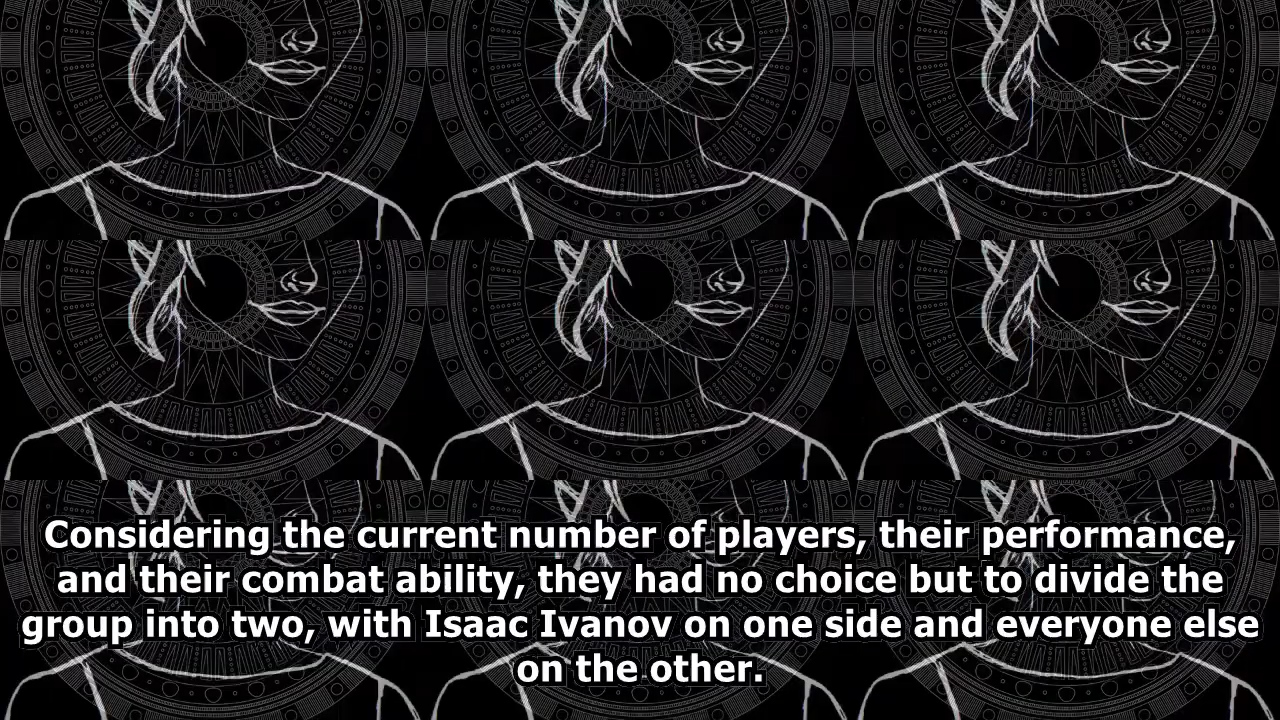 Considering the current number of players, their performance,
and their combat ability, they had no choice but to divide the
group into two, with Isaac Ivanov on one side and everyone else
on the other.